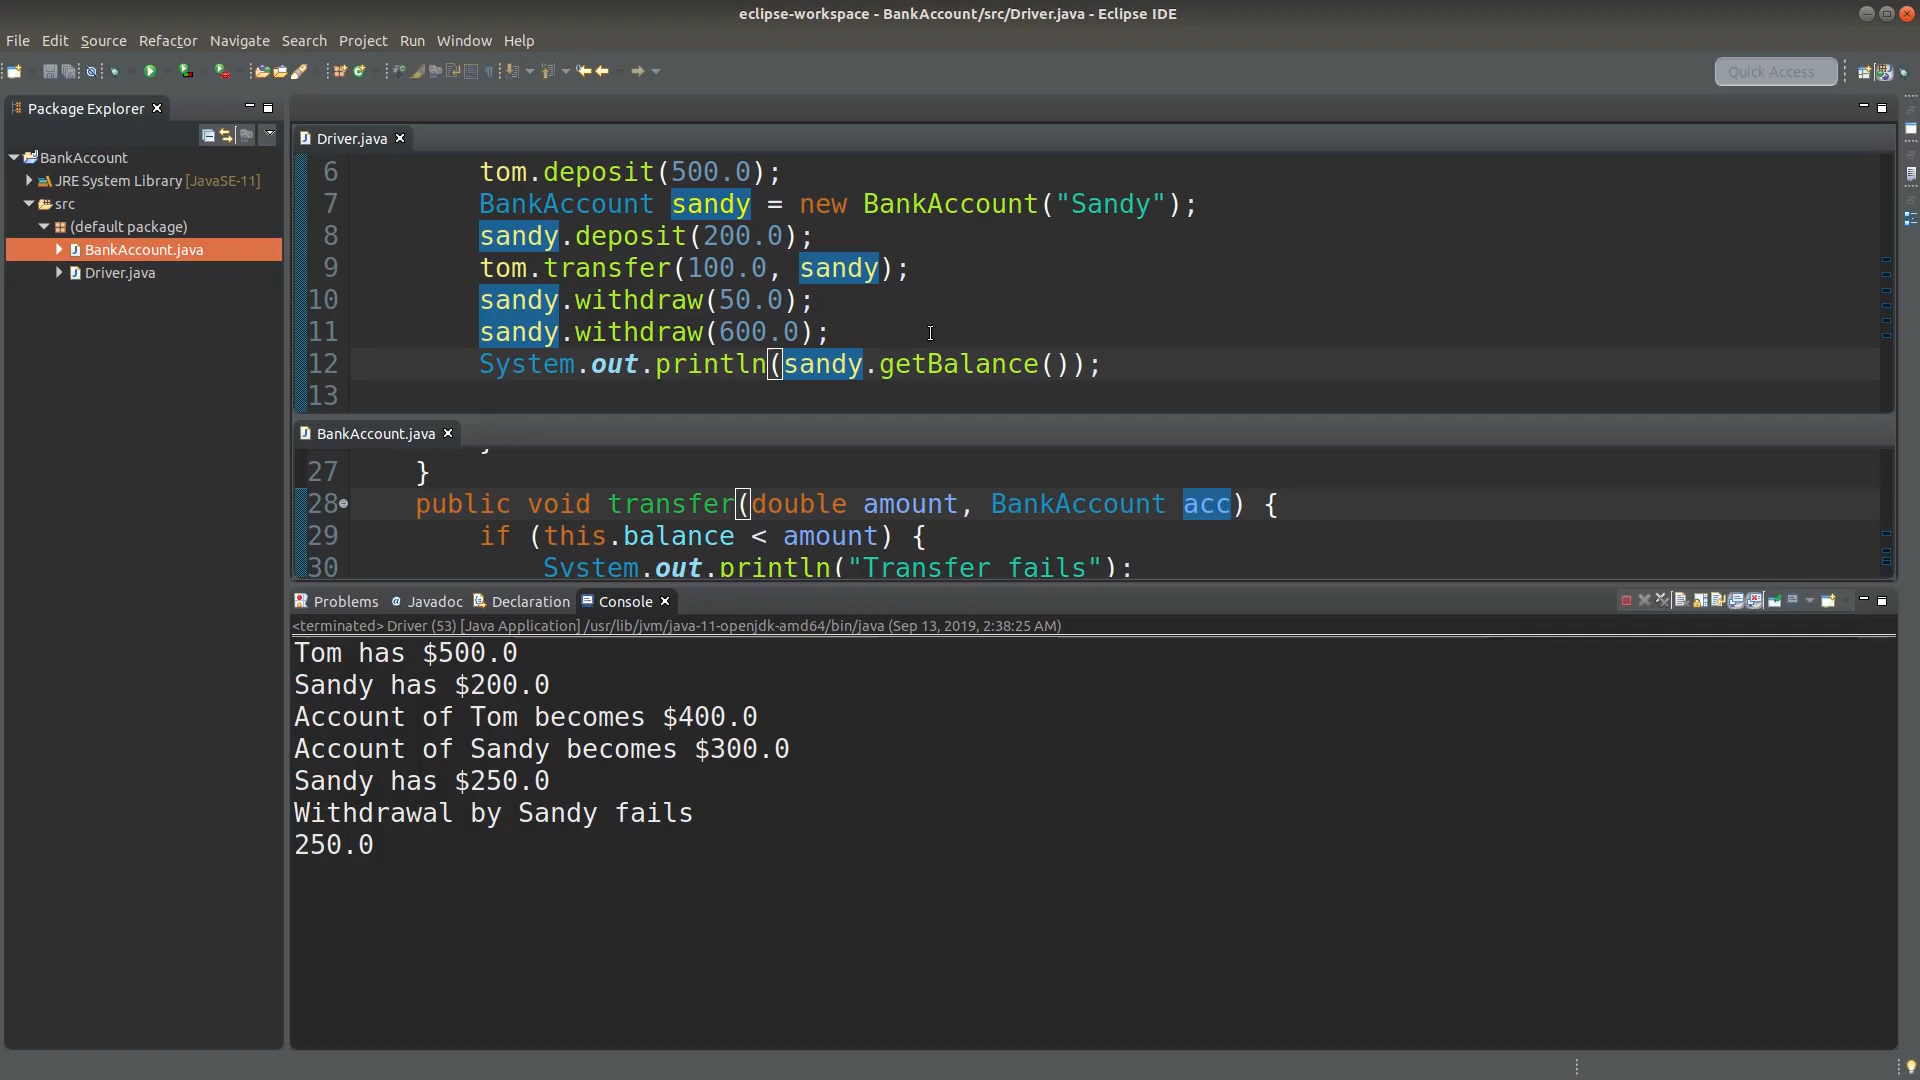 eclipse-workspace - BankAccount/src/Driver.java - Eclipse IDE
File Edit Source Refactor Navigate Search Project Run Window Help
Quick Access
Package Explorer
BankAccount
JRE System Library [JavaSE-11]
src
(default package)
BankAccount.java
Driver.java
Driver.java
6 tom.deposit(500.0);
7 BankAccount sandy = new BankAccount("Sandy");
8 sandy.deposit(200.0);
9 tom.transfer(100.0, sandy);
10 sandy.withdraw(50.0);
11 sandy.withdraw(600.0);
12 System.out.println(sandy.getBalance());
13
BankAccount.java
27 }
28 public void transfer(double amount, BankAccount acc) {
29 if (this.balance < amount) {
30 System.out.println("Transfer fails");
Problems Javadoc Declaration Console
<terminated> Driver (53) [Java Application] /usr/lib/jvm/java-11-openjdk-amd64/bin/java (Sep 13, 2019, 2:38:25 AM)
Tom has $500.0
Sandy has $200.0
Account of Tom becomes $400.0
Account of Sandy becomes $300.0
Sandy has $250.0
Withdrawal by Sandy fails
250.0